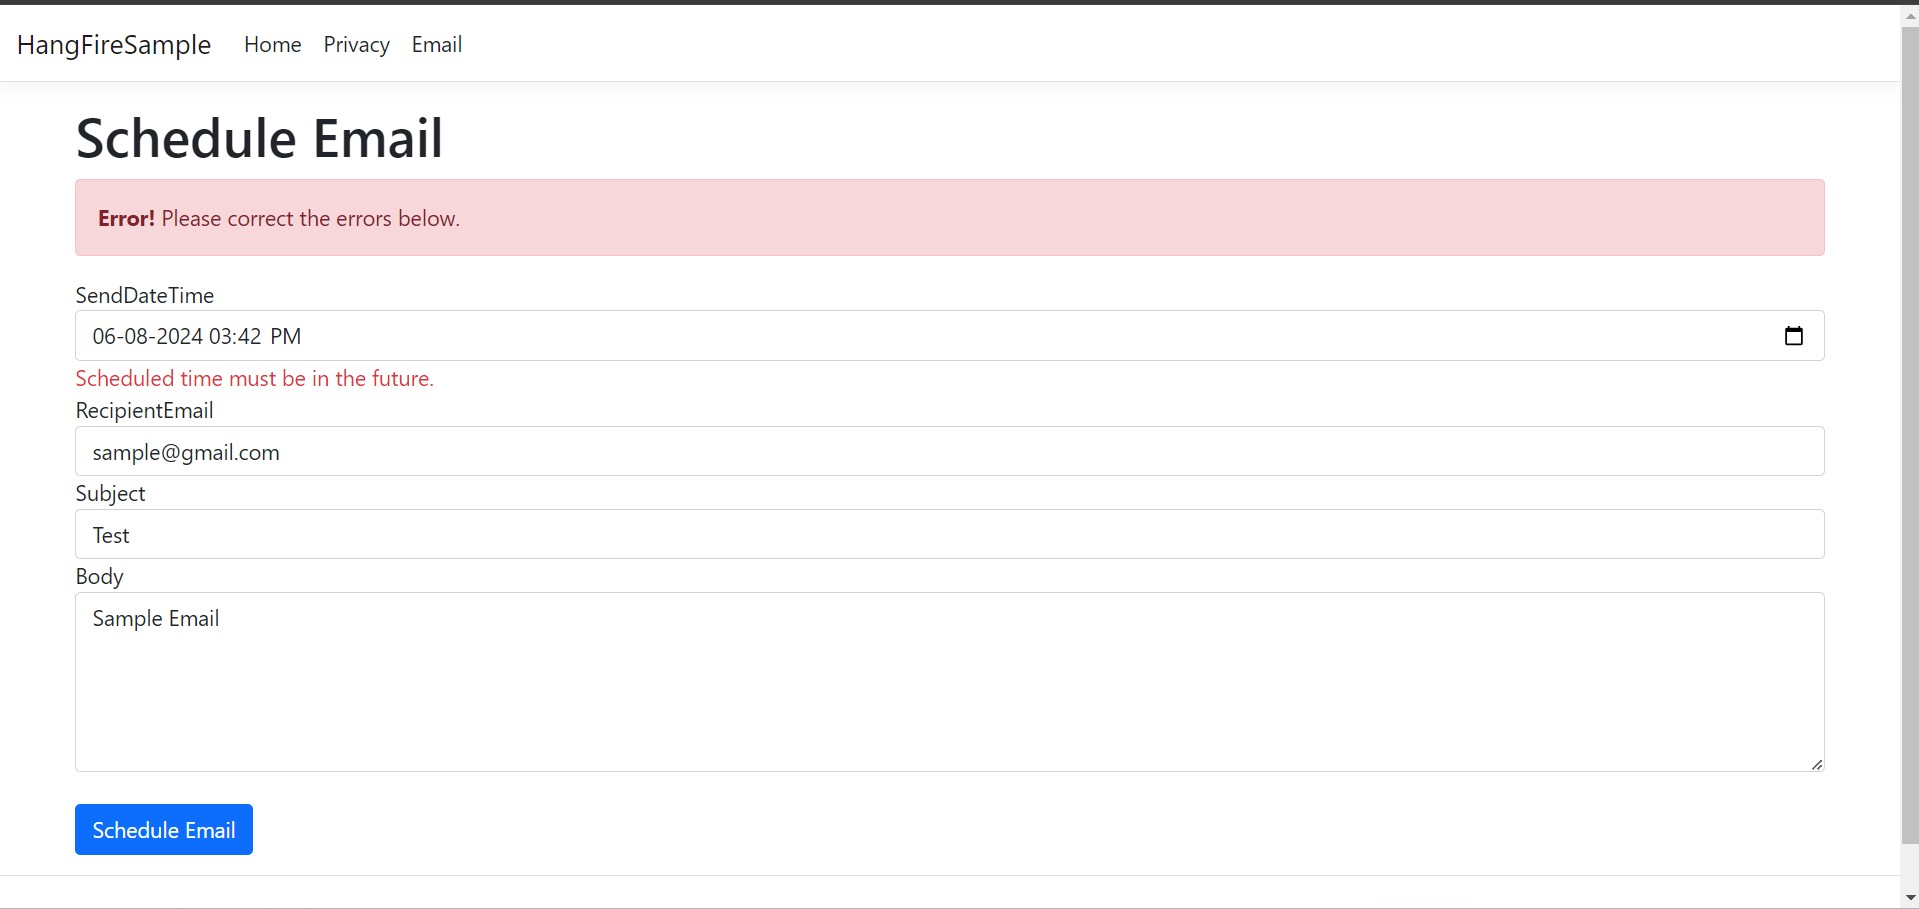 HangFireSample Home Privacy Email
Schedule Email
Error! Please correct the errors below.
SendDateTime
06-08-2024 03:42 PM
Scheduled time must be in the future.
RecipientEmail
sample@gmail.com
Subject
Test
Body
Sample Email
Schedule Email